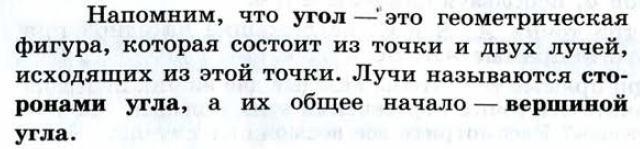 Напомним, что угол — это геометрическая
фигура, которая состоит из точки и двух лучей,
исходящих из этой точки. Лучи называются сто-
ронами угла, а их общее начало — вершиной
угла.